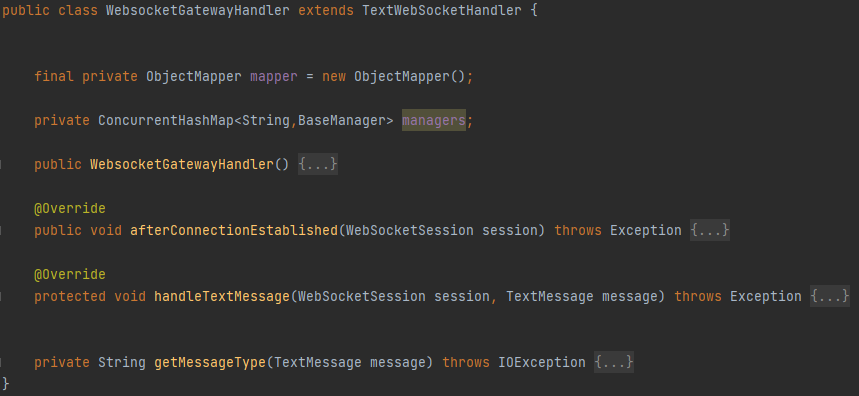 public class WebsocketGatewayHandler extends TextWebSocketHandler {
final private ObjectMapper mapper = new ObjectMapper();
private ConcurrentHashMap<String,BaseManager> managers;
public WebsocketGatewayHandler() {...}
@Override
public void afterConnectionEstablished(WebSocketSession session) throws Exception {...}
@Override
protected void handleTextMessage(WebSocketSession session, TextMessage message) throws Exception {...}
private String getMessageType(TextMessage message) throws IOException {...}
}